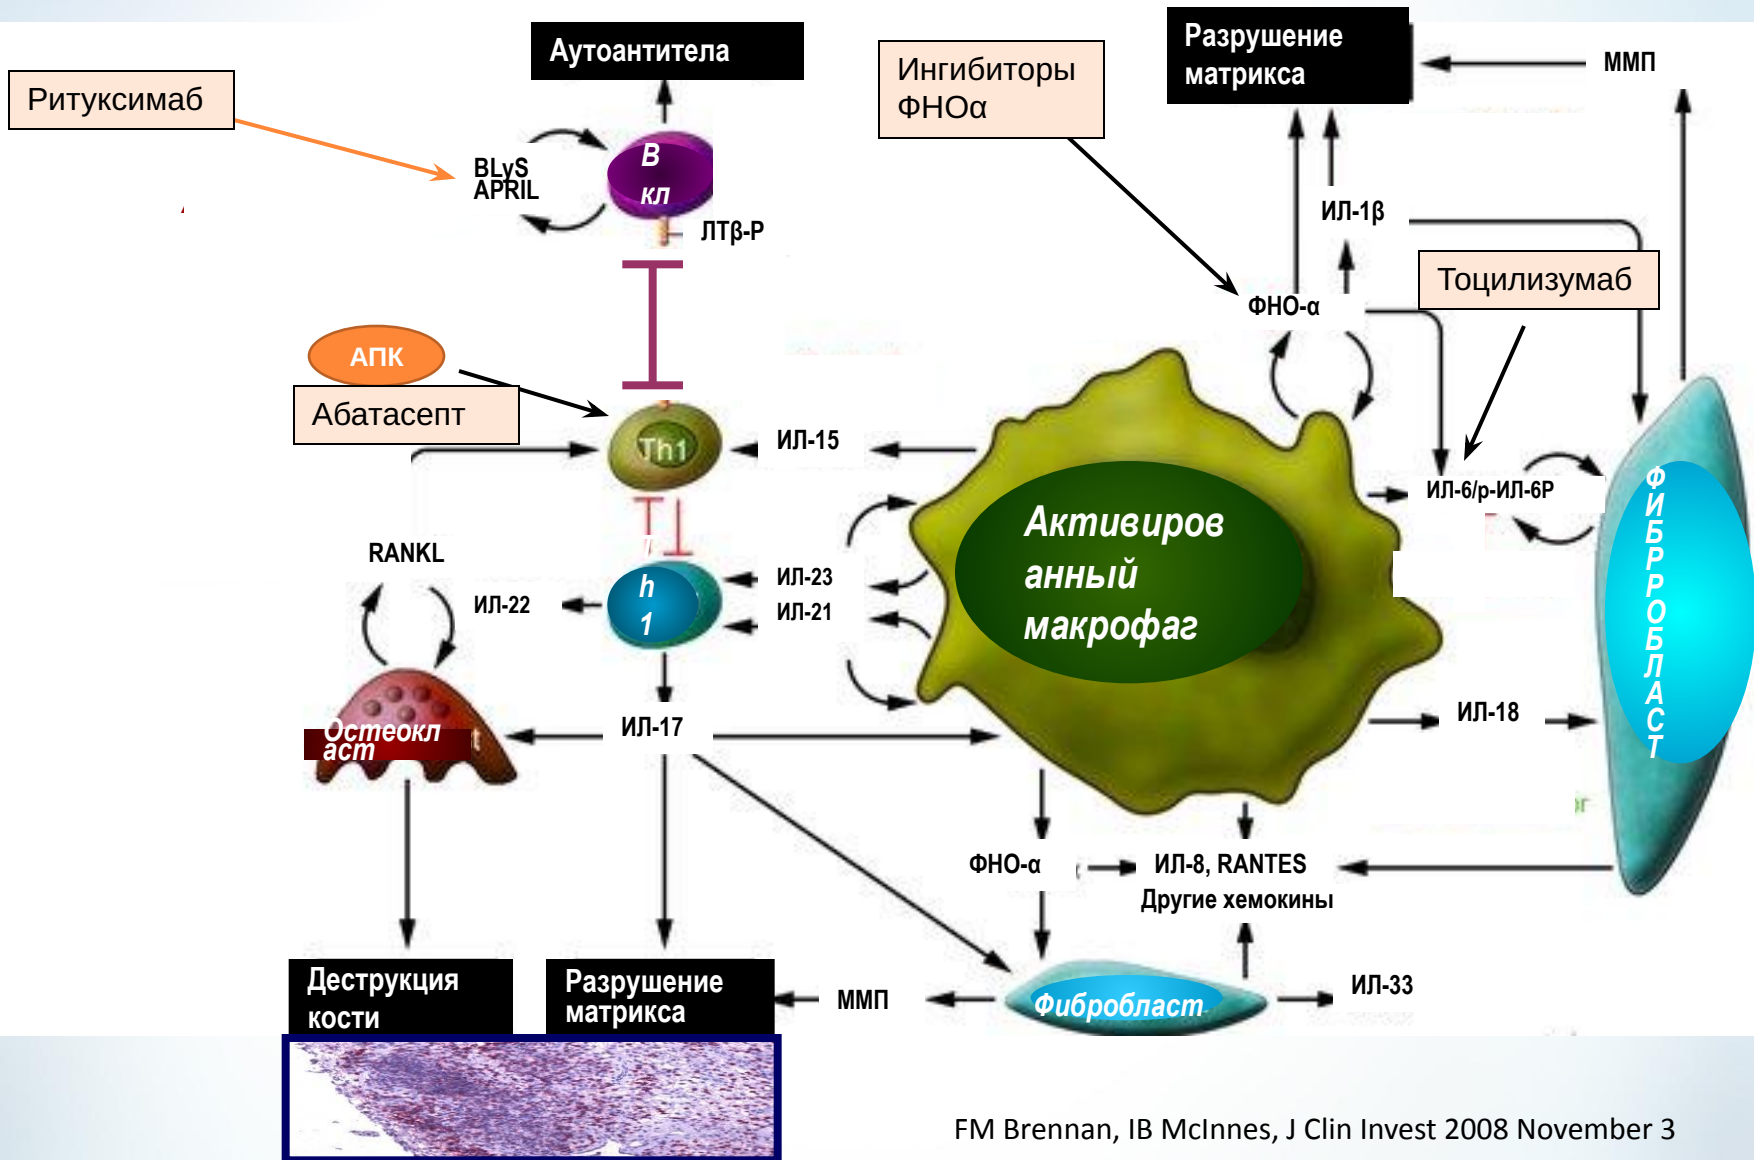 Аутоантитела
Разрушение
матрикса
ММП
Ингибиторы
ФНОα
Ритуксимаб
BLyS
APRIL
В
кл
ЛТβ-Р
ИЛ-1β
Тоцилизумаб
ФНО-α
АПК
Абатасепт
Th1
ИЛ-15
ИЛ-6/р-ИЛ-6Р
Активиров
анный
макрофаг
Ф
И
Б
Р
Р
О
Б
Л
А
С
Т
RANKL
ИЛ-22
h
1
ИЛ-23
ИЛ-21
Остеокл
аст
ИЛ-17
ИЛ-18
ФНО-α
ИЛ-8, RANTES
Другие хемокины
Деструкция
кости
Разрушение
матрикса
ММП
Фибробласт
ИЛ-33
FM Brennan, IB McInnes, J Clin Invest 2008 November 3